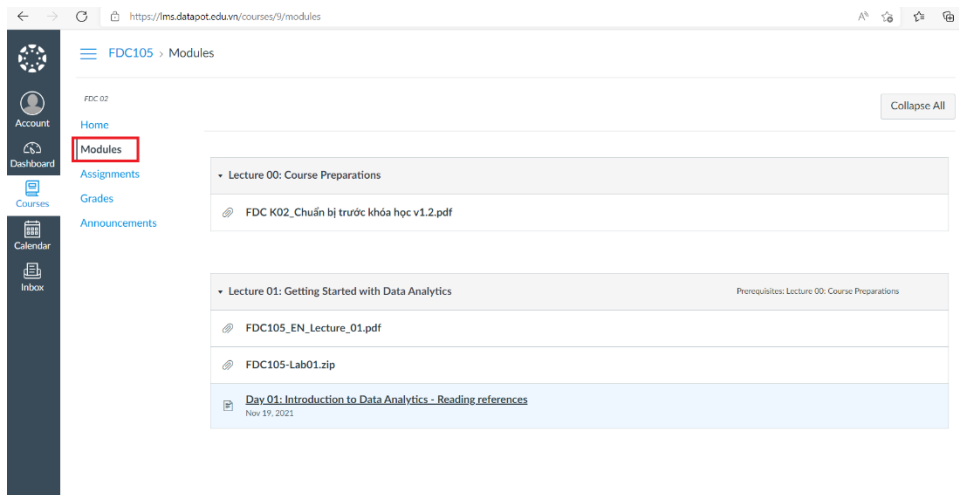 https://lms.datapot.edu.vn/courses/9/modules
FDC105 › Modules
FDC 02
Collapse All
Account
Home
Modules
Dashboard
Assignments
Lecture 00: Course Preparations
Courses
Grades
FDC K02_Chuẩn bị trước khóa học v1.2.pdf
Announcements
Calendar
Inbox
Lecture 01: Getting Started with Data Analytics
Prerequisites: Lecture 00: Course Preparations
FDC105_EN_Lecture_01.pdf
FDC105-Lab01.zip
Day 01: Introduction to Data Analytics - Reading references
Nov 19, 2021